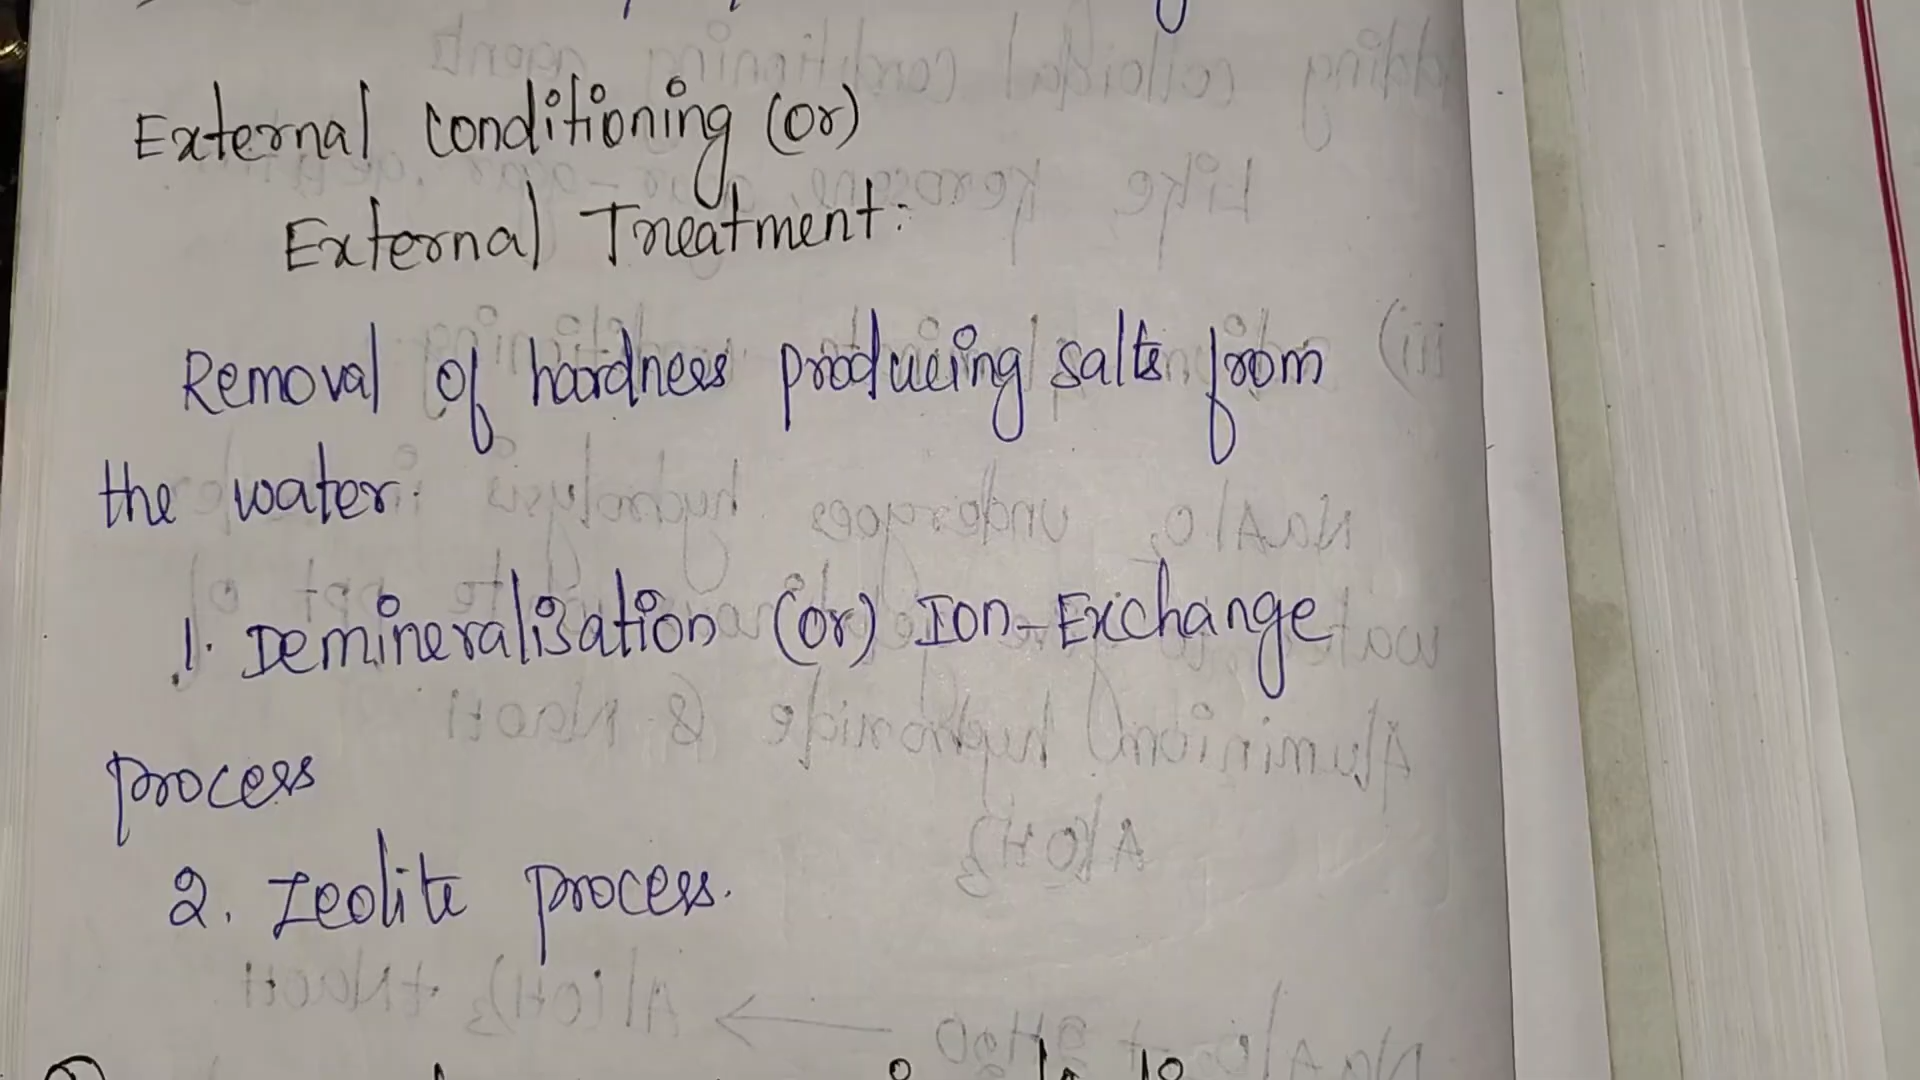 External conditioning (or)
External Treatment:
Removal of hardness producing salts from
the water.
1. Demineralisation (or) Ion-Exchange
process
2. Zeolite process.